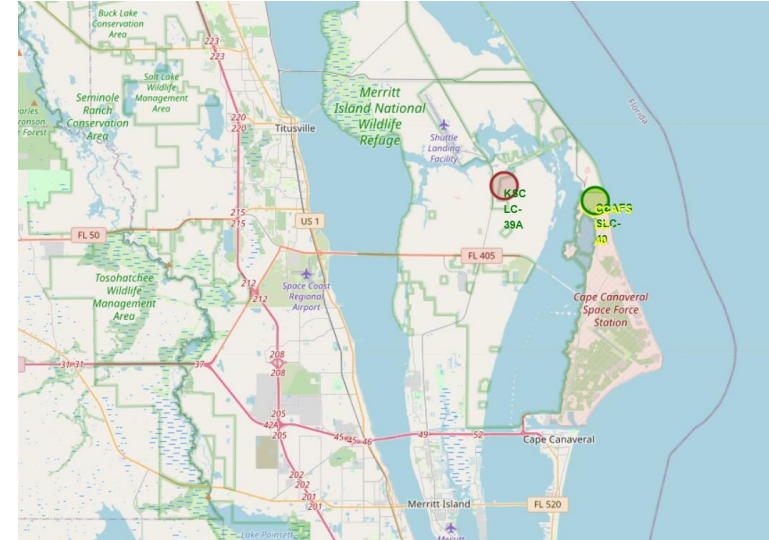 Buck Lake
Conservation
Area
223
223
Salt Lake
Wildlife
Management
Area
Seminole
Ranch
Conservation
Area
Forest
220
220
Titusville
Merritt
Island National
Wildlife
Refuge
Shuttle
Landing
Facility
Florida
KSC
LC-
39A
SLC-
40
215
215
US 1
FL 50
FL 405
Tosohatchee
Wildlife
Management
Area
212
212
Space Coast
Regional
Airport
Cape Canaveral
Space Force
Station
31 31
37
208
208
205
42A
205
45
45
46
49
52
Cape Canaveral
202
202
201
201
Merritt Island
FL 520
Lake Poinsett
Merritt